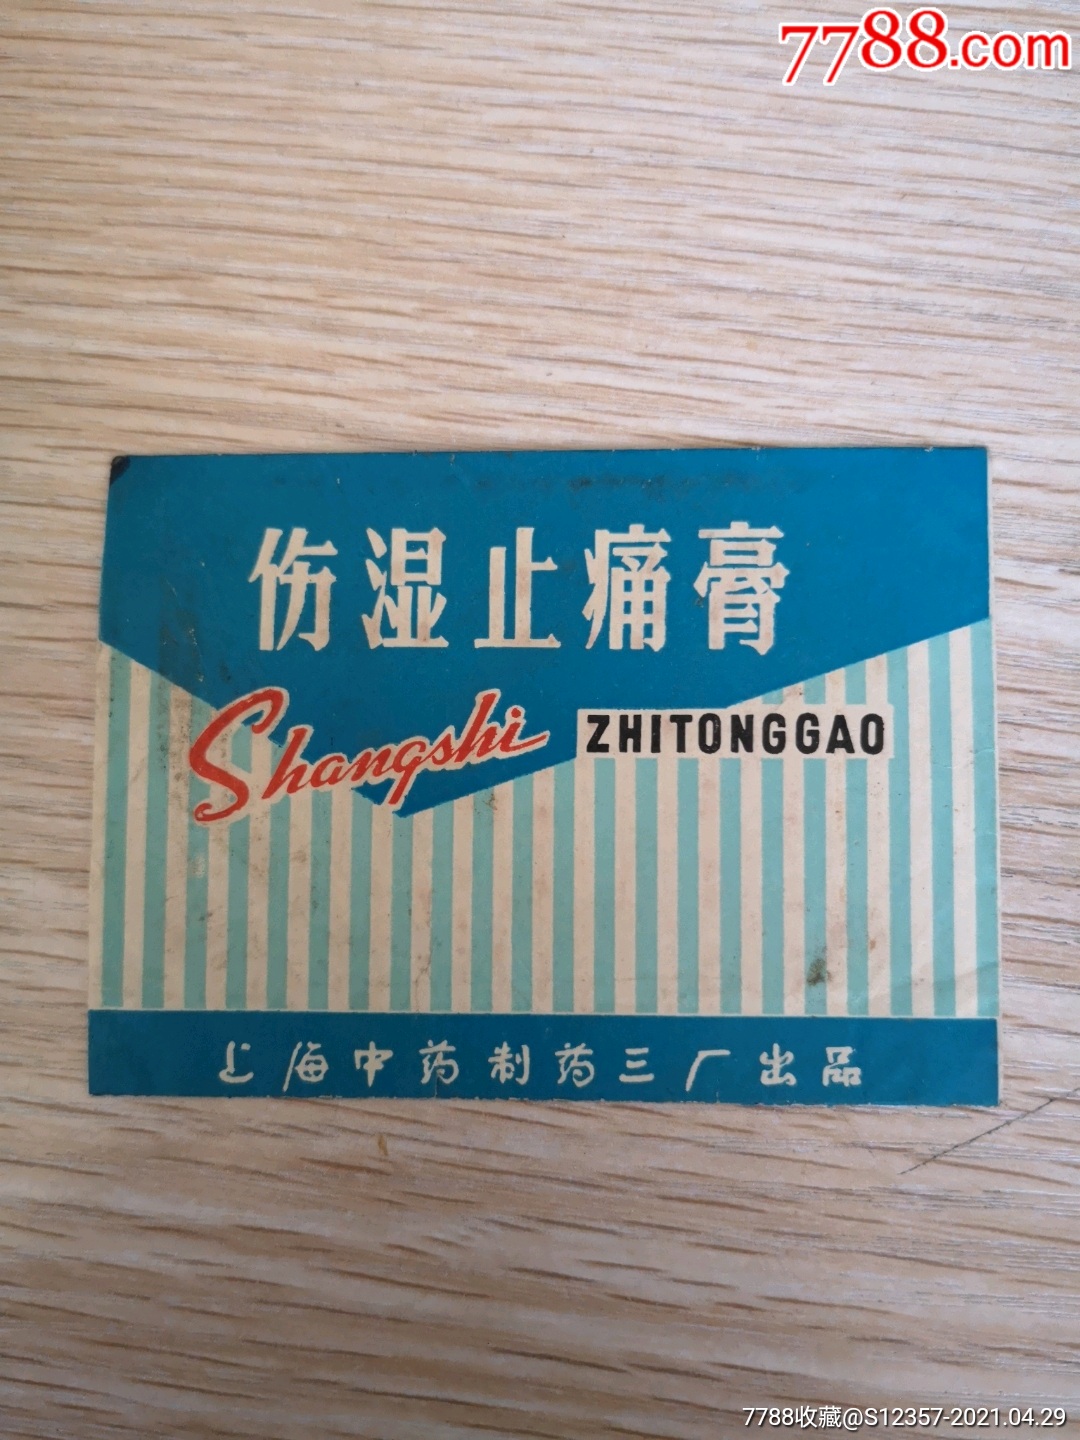 7788.com
伤湿止痛膏
Shangshi ZHITONGGAO
上海中药制药三厂出品
7788收藏@S12357-2021.04.29